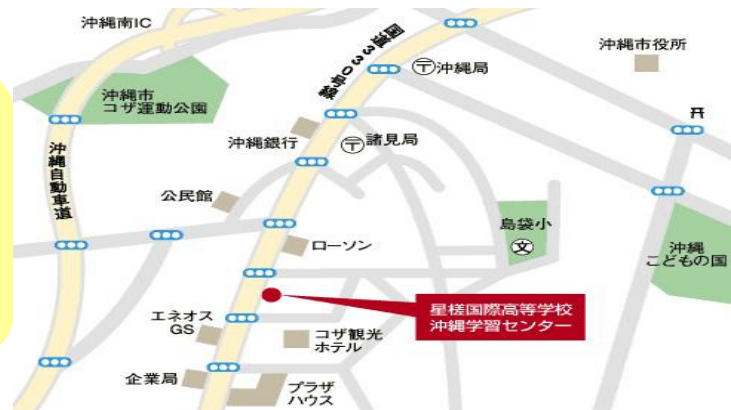 沖縄南IC
国道330号線
沖縄市役所
〒沖縄局
沖縄市
コザ運動公園
沖縄銀行
〒諸見局
沖縄自動車道
公民館
島袋小
文
ローソン
沖縄
こどもの国
星槎国際高等学校
沖縄学習センター
エネオス
GS
コザ観光
ホテル
企業局
プラザ
ハウス